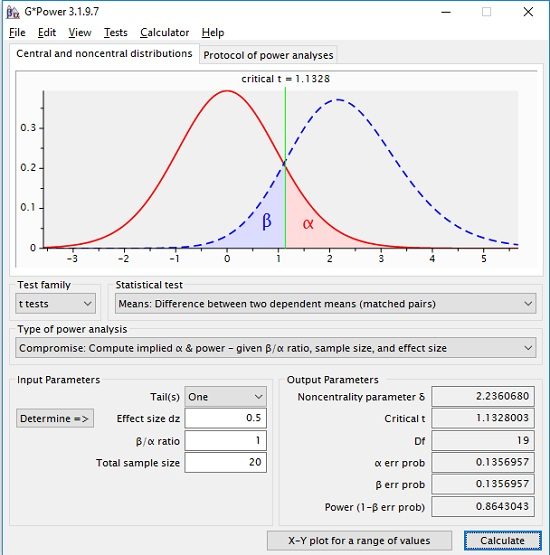 G*Power 3.1.9.7
File Edit View Tests Calculator Help
Central and noncentral distributions Protocol of power analyses
critical t = 1.1328
0.3
0.2
0.1
0
β α
-3 -2 -1 0 1 2 3 4 5
Test family Statistical test
t tests Means: Difference between two dependent means (matched pairs)
Type of power analysis
Compromise: Compute implied α & power - given β/α ratio, sample size, and effect size
Input Parameters Output Parameters
Tail(s) One Noncentrality parameter δ 2.2360680
Determine => Effect size dz 0.5 Critical t 1.1328003
β/α ratio 1 Df 19
Total sample size 20 α err prob 0.1356957
β err prob 0.1356957
Power (1-β err prob) 0.8643043
X-Y plot for a range of values Calculate